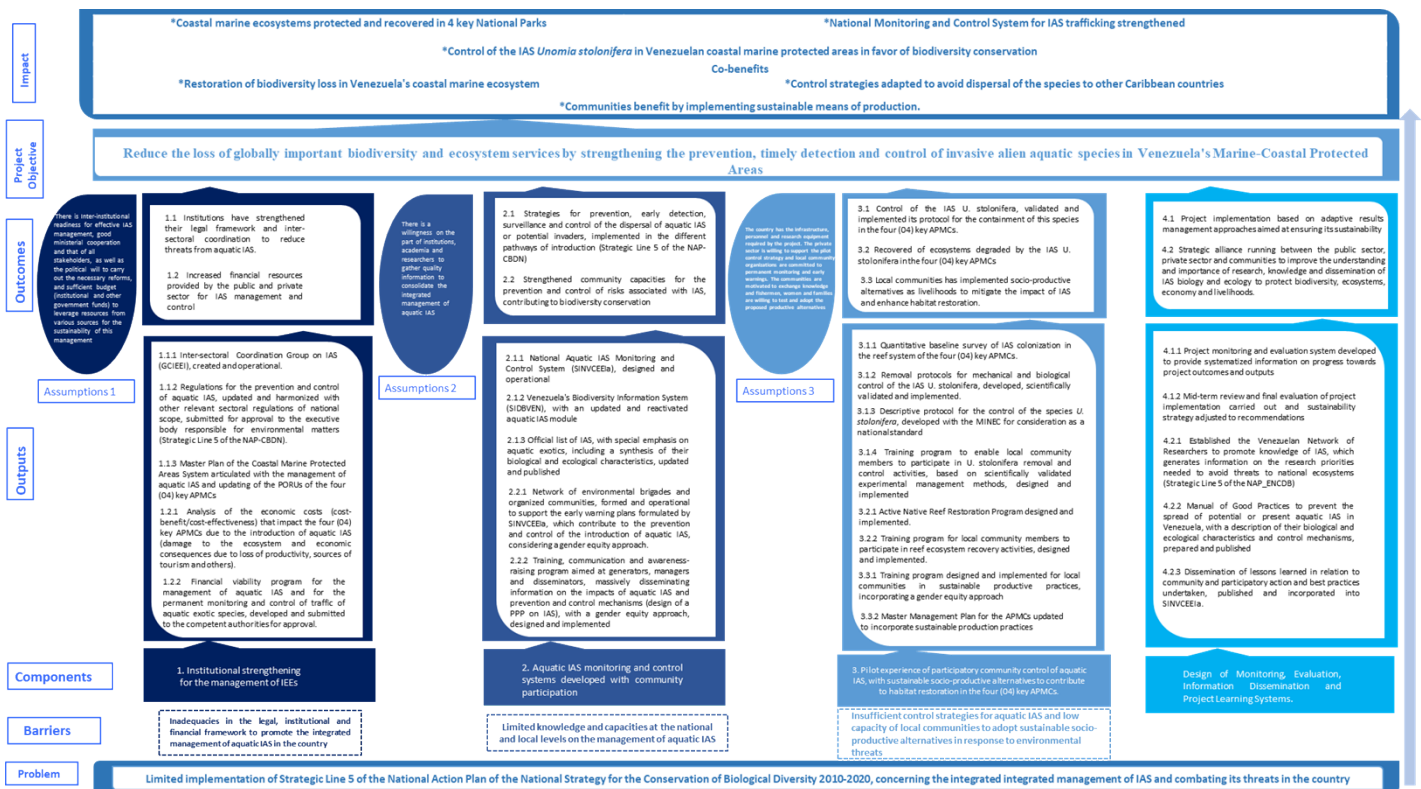 Impact
*Coastal marine ecosystems protected and recovered in 4 key National Parks
*National Monitoring and Control System for IAS trafficking strengthened
*Control of the IAS Unomia stolonifera in Venezuelan coastal marine protected areas in favor of biodiversity conservation
Co-benefits
*Restoration of biodiversity loss in Venezuela's coastal marine ecosystem
*Control strategies adapted to avoid dispersal of the species to other Caribbean countries
*Communities benefit by implementing sustainable means of production.
Project
Objective
Reduce the loss of globally important biodiversity and ecosystem services by strengthening the prevention, timely detection and control of invasive alien aquatic species in Venezuela's Marine-Coastal Protected
Areas
Outcomes
There is inter-institutional
readiness for effective IAS
management, good
ministerial cooperation
and that of all
stakeholders, as well as
the political will to carry
out the necessary reforms,
and sufficient budget
(institutional and other
government funds) to
leverage resources from
various sources for the
sustainability of this
management
Assumptions 1
1.1 Institutions have strengthened
their legal framework and inter-
sectoral coordination to reduce
threats from aquatic IAS.
1.2 Increased financial resources
provided by the public and private
sector for IAS management and
control
There is a
willingness on the
part of institutions,
academia and
researchers to
gather quality
information to
consolidate the
integrated
management of
aquatic IAS
Assumptions 2
2.1 Strategies for prevention, early detection,
surveillance and control of the dispersal of aquatic IAS
or potential invaders, implemented in the different
pathways of introduction (Strategic Line 5 of the NAP-
CBDN)
2.2 Strengthened community capacities for the
prevention and control of risks associated with IAS,
contributing to biodiversity conservation
The country has the infrastructure,
personnel and research equipment
required by the project. The private
sector is willing to support the pilot
control strategy and local community
organizations are committed to
permanent monitoring and early
warnings. The communities are
motivated to exchange knowledge
and fishermen, women and families
are willing to test and adopt the
proposed productive alternatives
Assumptions 3
3.1 Control of the IAS U. stolonifera, validated and
implemented its protocol for the containment of this species
in the four (04) key APMCs.
3.2 Recovered of ecosystems degraded by the IAS U.
stolonifera in the four (04) key APMCs
3.3 Local communities has implemented socio-productive
alternatives as livelihoods to mitigate the impact of IAS
and enhance habitat restoration.
4.1 Project implementation based on adaptive results
management approaches aimed at ensuring its sustainability
4.2 Strategic alliance running between the public sector,
private sector and communities to improve the understanding
and importance of research, knowledge and dissemination of
IAS biology and ecology to protect biodiversity, ecosystems,
economy and livelihoods.
Outputs
1.1.1 Inter-sectoral Coordination Group on IAS
(GCIEEI), created and operational.
1.1.2 Regulations for the prevention and control
of aquatic IAS, updated and harmonized with
other relevant sectoral regulations of national
scope, submitted for approval to the executive
body responsible for environmental matters
(Strategic Line 5 of the NAP-CBDN).
1.1.3 Master Plan of the Coastal Marine Protected
Areas System articulated with the management of
aquatic IAS and updating of the PORUs of the four
(04) key APMCs
1.2.1 Analysis of the economic costs (cost-
benefit/cost-effectiveness) that impact the four (04)
key APMCs due to the introduction of aquatic IAS
(damage to the ecosystem and economic
consequences due to loss of productivity, sources of
tourism and others).
1.2.2 Financial viability program for the
management of aquatic IAS and for the
permanent monitoring and control of traffic of
aquatic exotic species, developed and submitted
to the competent authorities for approval.
2.1.1 National Aquatic IAS Monitoring and
Control System (SINVCEEIa), designed and
operational
2.1.2 Venezuela's Biodiversity Information System
(SIDBVEN), with an updated and reactivated
aquatic IAS module
2.1.3 Official list of IAS, with special emphasis on
aquatic exotics, including a synthesis of their
biological and ecological characteristics, updated
and published
2.2.1 Network of environmental brigades and
organized communities, formed and operational
to support the early warning plans formulated by
SINVCEEIa, which contribute to the prevention
and control of the introduction of aquatic IAS,
considering a gender equity approach.
2.2.2 Training, communication and awareness-
raising program aimed at generators, managers
and disseminators, massively disseminating
information on the impacts of aquatic IAS and
prevention and control mechanisms (design of a
PPP on IAS), with a gender equity approach,
designed and implemented
3.1.1 Quantitative baseline survey of IAS colonization in
the reef system of the four (04) key APMCs.
3.1.2 Removal protocols for mechanical and biological
control of the IAS U. stolonifera, developed, scientifically
validated and implemented.
3.1.3 Descriptive protocol for the control of the species U.
stolonifera, developed with the MINEC for consideration as a
national standard
3.1.4 Training program to enable local community
members to participate in U. stolonifera removal and
control activities, based on scientifically validated
experimental management methods, designed and
implemented
3.2.1 Active Native Reef Restoration Program designed and
implemented.
3.2.2 Training program for local community members to
participate in reef ecosystem recovery activities, designed
and implemented.
3.3.1 Training program designed and implemented for local
communities in sustainable productive practices,
incorporating a gender equity approach
3.3.2 Master Management Plan for the APMCs updated
to incorporate sustainable production practices
4.1.1 Project monitoring and evaluation system developed
to provide systematized information on progress towards
project outcomes and outputs
4.1.2 Mid-term review and final evaluation of project
implementation carried out and sustainability
strategy adjusted to recommendations
4.2.1 Established the Venezuelan Network of
Researchers to promote knowledge of IAS, which
generates information on the research priorities
needed to avoid threats to national ecosystems
(Strategic Line 5 of the NAP_ENCDB)
4.2.2 Manual of Good Practices to prevent the
spread of potential or present aquatic IAS in
Venezuela, with a description of their biological and
ecological characteristics and control mechanisms,
prepared and published
4.2.3 Dissemination of lessons learned in relation to
community and participatory action and best practices
undertaken, published and incorporated into
SINVCEEIa.
Components
1. Institutional strengthening
for the management of IEEs
2. Aquatic IAS monitoring and control
systems developed with community
participation
3. Pilot experience of participatory community control of aquatic
IAS, with sustainable socio-productive alternatives to contribute
to habitat restoration in the four (04) key APMCs.
Design of Monitoring, Evaluation,
Information Dissemination and
Project Learning Systems.
Barriers
Inadequacies in the legal, institutional and
financial framework to promote the integrated
management of aquatic IAS in the country
Limited knowledge and capacities at the national
and local levels on the management of aquatic IAS
Insufficient control strategies for aquatic IAS and low
capacity of local communities to adopt sustainable socio-
productive alternatives in response to environmental
threats
Problem
Limited implementation of Strategic Line 5 of the National Action Plan of the National Strategy for the Conservation of Biological Diversity 2010-2020, concerning the integrated integrated management of IAS and combating its threats in the country